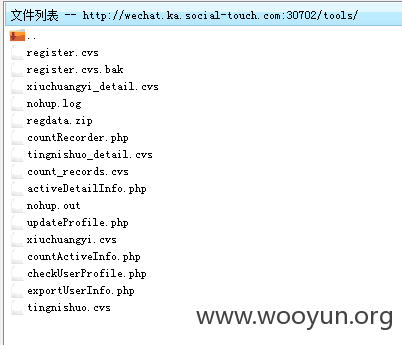 文件列表 -- http://wechat.ka.social-touch.com:30702/tools/
..
register.cvs
register.cvs.bak
xiuchuangyi_detail.cvs
nohup.log
regdata.zip
countRecorder.php
tingnishuo_detail.cvs
count_records.cvs
activeDetailInfo.php
nohup.out
updateProfile.php
xiuchuangyi.cvs
countActiveInfo.php
checkUserProfile.php
exportUserInfo.php
tingnishuo.cvs
www.wooyun.org